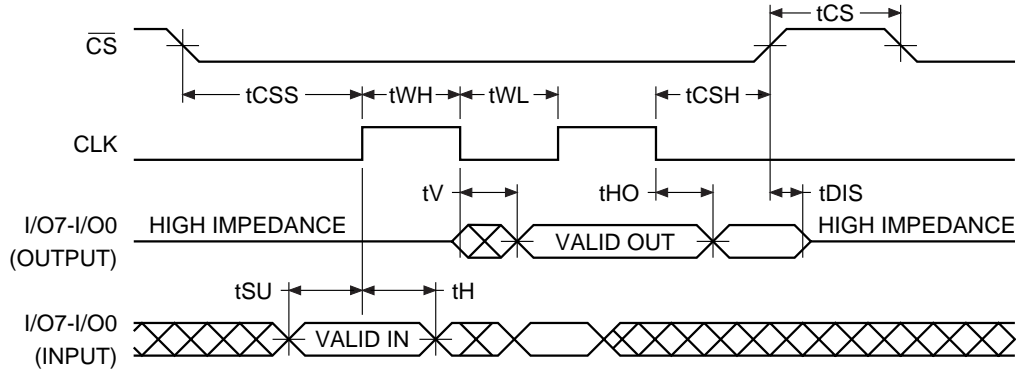 tCS
C̅S̅
tCSS tWH tWL tCSH
CLK
tV tHO tDIS
I/O7-I/O0 HIGH IMPEDANCE VALID OUT HIGH IMPEDANCE
(OUTPUT)
tSU tH
I/O7-I/O0 VALID IN
(INPUT)